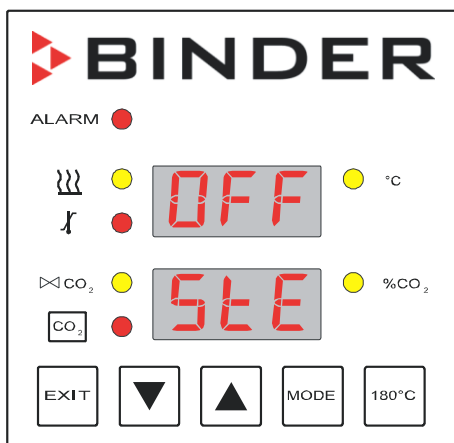 BINDER
ALARM
OFF °C
CO₂ StE %CO₂
CO₂
EXIT MODE 180°C